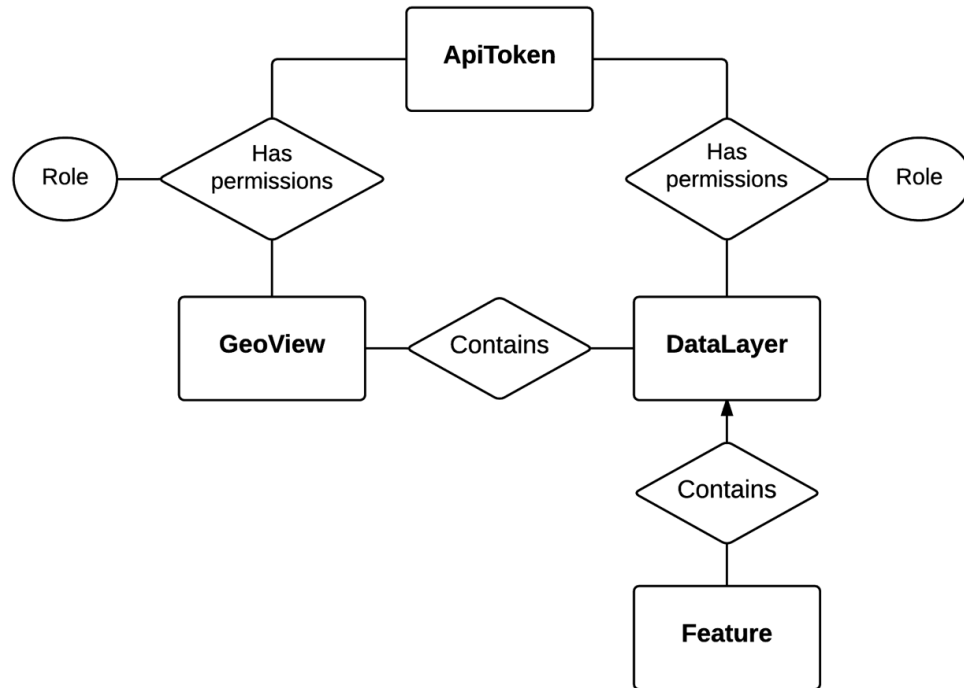 ApiToken
Has
permissions
Has
permissions
Role
Role
GeoView
Contains
DataLayer
Contains
Feature